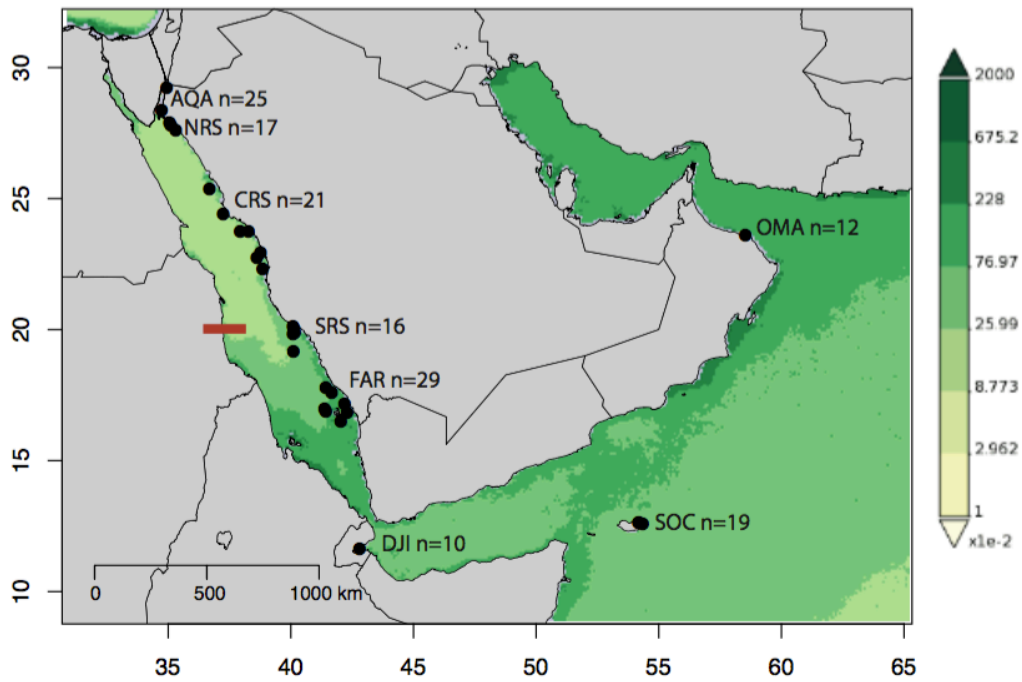 30
25
20
15
10
AQA n=25
NRS n=17
CRS n=21
OMA n=12
SRS n=16
FAR n=29
SOC n=19
DJI n=10
0 500 1000 km
35 40 45 50 55 60 65
2000
675.2
228
76.97
25.99
8.773
2.962
1
x1e-2